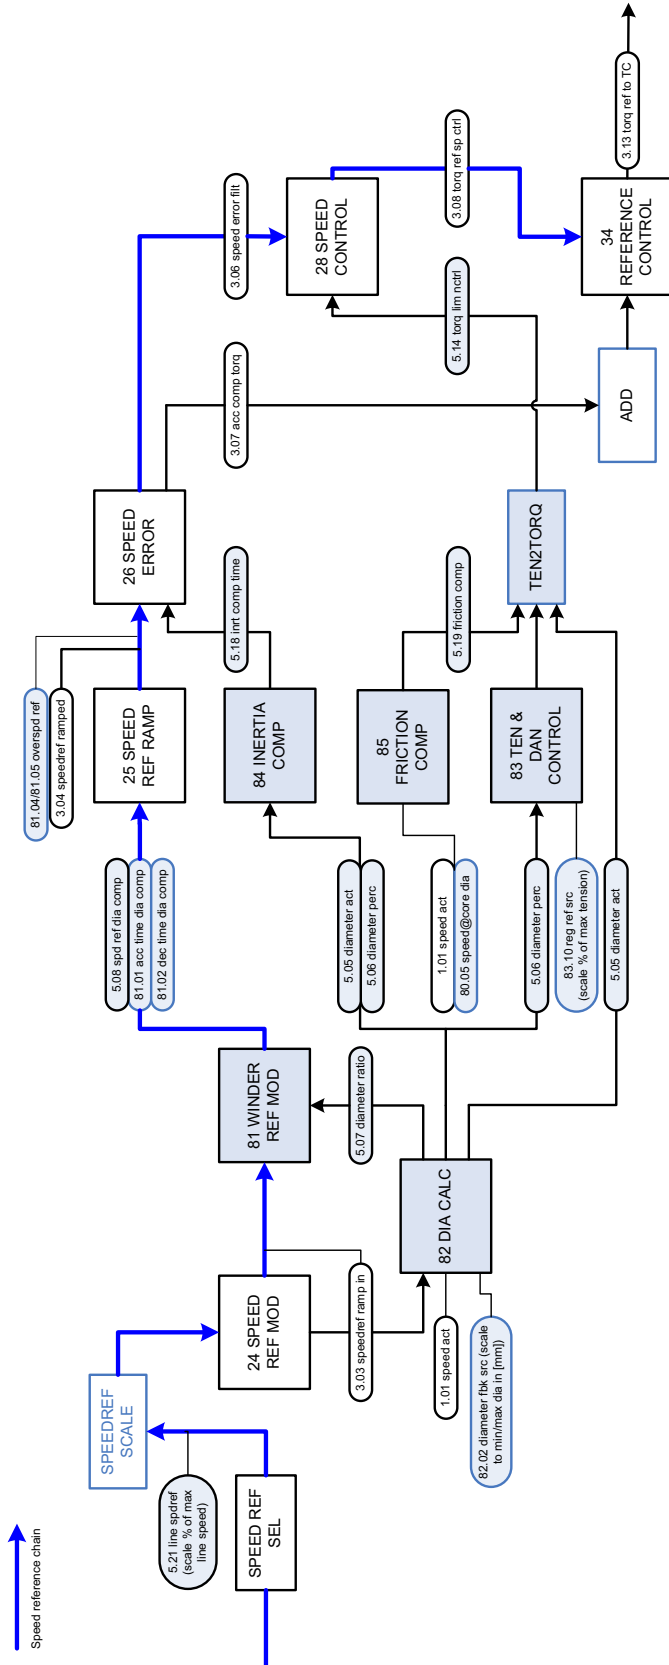 Speed reference chain
SPEED REF
SEL
5.21 line spdref
(scale % of max
line speed)
SPEEDREF
SCALE
24 SPEED
REF MOD
3.03 speedref ramp in
1.01 speed act
82.02 diameter fbk src (scale
to min/max dia in [mm])
82 DIA CALC
5.07 diameter ratio
81 WINDER
REF MOD
5.08 spd ref dia comp
81.01 acc time dia comp
81.02 dec time dia comp
5.05 diameter act
5.06 diameter perc
1.01 speed act
80.05 speed@core dia
5.06 diameter perc
83.10 reg ref src
(scale % of max tension)
5.05 diameter act
25 SPEED
REF RAMP
84 INERTIA
COMP
85
FRICTION
COMP
83 TEN &
DAN
CONTROL
81.04/81.05 overspd ref
3.04 speedref ramped
5.18 inrt comp time
5.19 friction comp
26 SPEED
ERROR
TEN2TORQ
3.07 acc comp torq
5.14 torq lim nctrl
ADD
3.06 speed error filt
28 SPEED
CONTROL
3.08 torq ref sp ctrl
34
REFERENCE
CONTROL
3.13 torq ref to TC